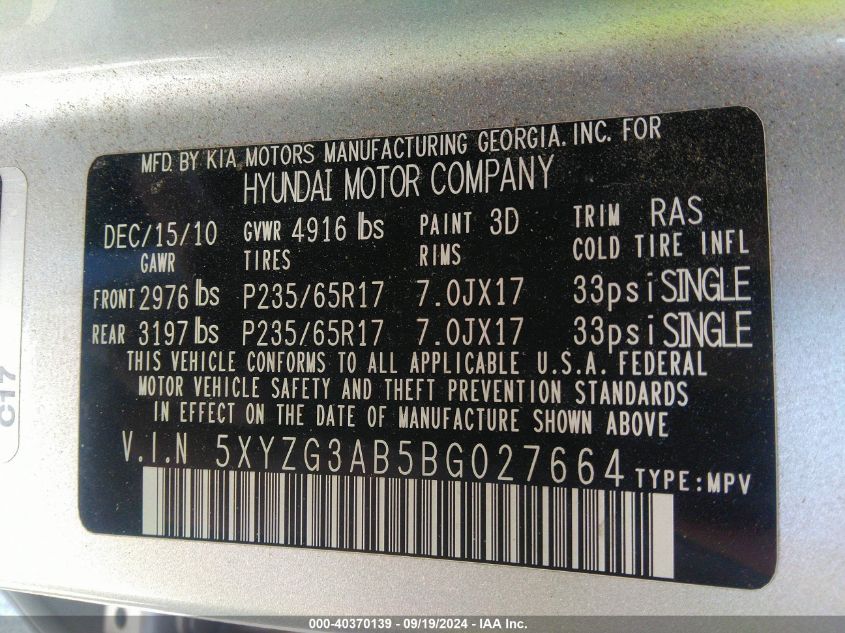 MFD. BY KIA MOTORS MANUFACTURING GEORGIA. INC. FOR
HYUNDAI MOTOR COMPANY
DEC/15/10 GVWR 4916 lbs PAINT 3D TRIM RAS
GAWR TIRES RIMS COLD TIRE INFL
FRONT 2976 lbs P235/65R17 7.0JX17 33psi SINGLE
REAR 3197 lbs P235/65R17 7.0JX17 33psi SINGLE
THIS VEHICLE CONFORMS TO ALL APPLICABLE U.S.A. FEDERAL
MOTOR VEHICLE SAFETY AND THEFT PREVENTION STANDARDS
IN EFFECT ON THE DATE OF MANUFACTURE SHOWN ABOVE
V.I.N 5XYZG3AB5BG027664 TYPE:MPV
C17
000-40370139 - 09/19/2024 - IAA Inc.